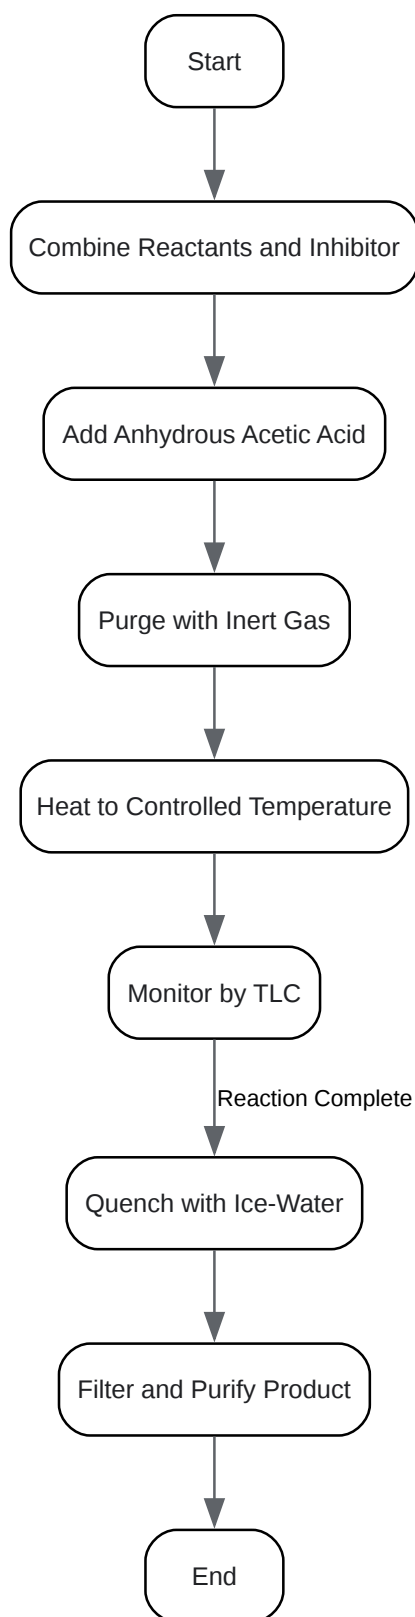 Start
Combine Reactants and Inhibitor
Add Anhydrous Acetic Acid
Purge with Inert Gas
Heat to Controlled Temperature
Monitor by TLC
Reaction Complete
Quench with Ice-Water
Filter and Purify Product
End